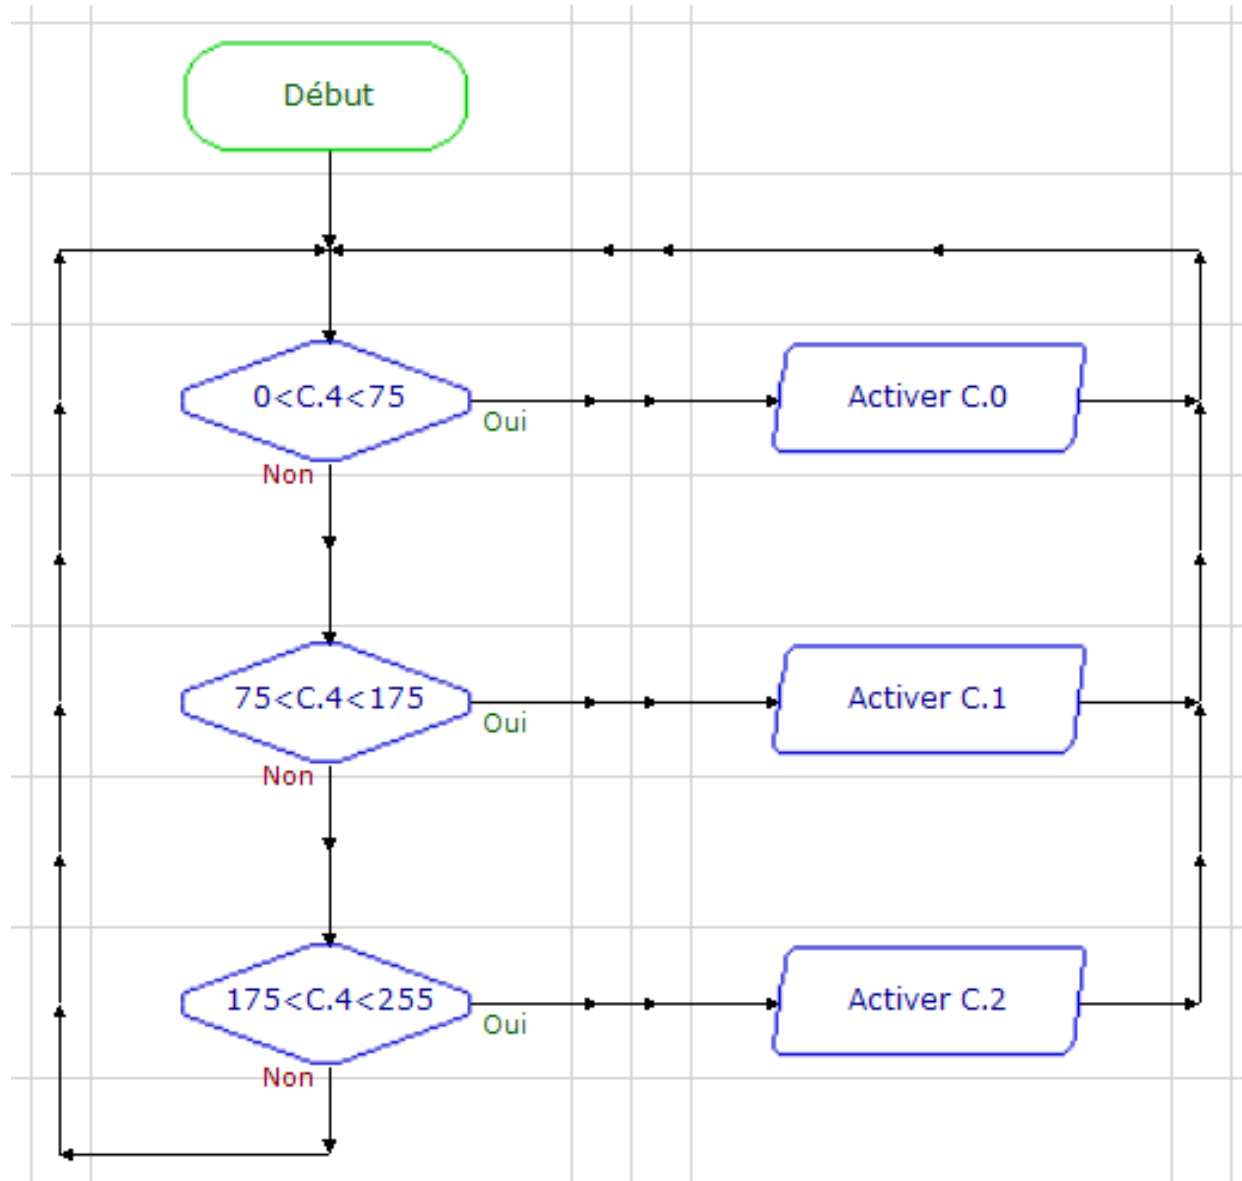 Début
0<C.4<75
Oui
Activer C.0
Non
75<C.4<175
Oui
Activer C.1
Non
175<C.4<255
Oui
Activer C.2
Non